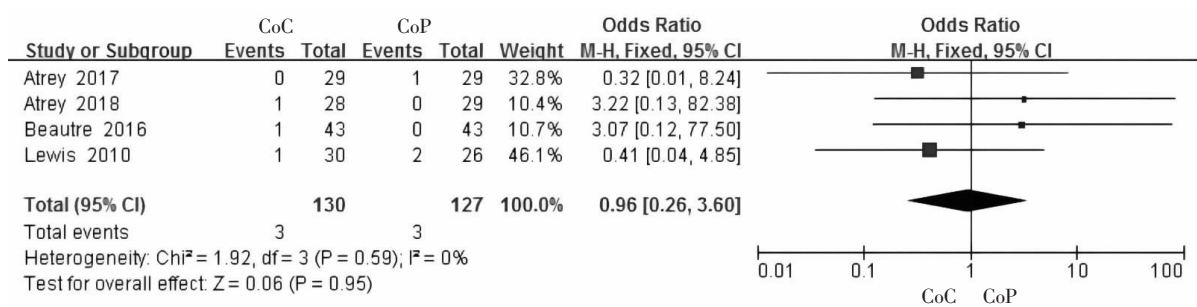 CoC CoP Odds Ratio Odds Ratio
Study or Subgroup Events Total Events Total Weight M-H, Fixed, 95% CI M-H, Fixed, 95% CI
Atrey 2017 0 29 1 29 32.8% 0.32 [0.01, 8.24]
Atrey 2018 1 28 0 29 10.4% 3.22 [0.13, 82.38]
Beautre 2016 1 43 0 43 10.7% 3.07 [0.12, 77.50]
Lewis 2010 1 30 2 26 46.1% 0.41 [0.04, 4.85]
Total (95% CI) 130 127 100.0% 0.96 [0.26, 3.60]
Total events 3 3
Heterogeneity: Chi² = 1.92, df = 3 (P = 0.59); I² = 0%
Test for overall effect: Z = 0.06 (P = 0.95)
0.01 0.1 1 10 100
CoC CoP